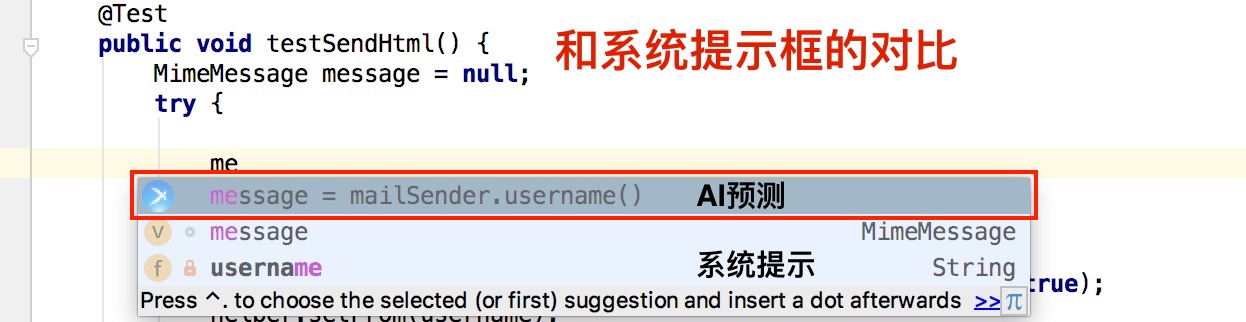 @Test
public void testSendHtml() {
和系统提示框的对比
MimeMessage message = null;
try {
me
message = mailSender.username() AI预测
v message MimeMessage
f username 系统提示 String
true);
Press ^. to choose the selected (or first) suggestion and insert a dot afterwards >> π
helper.setFrom(username);